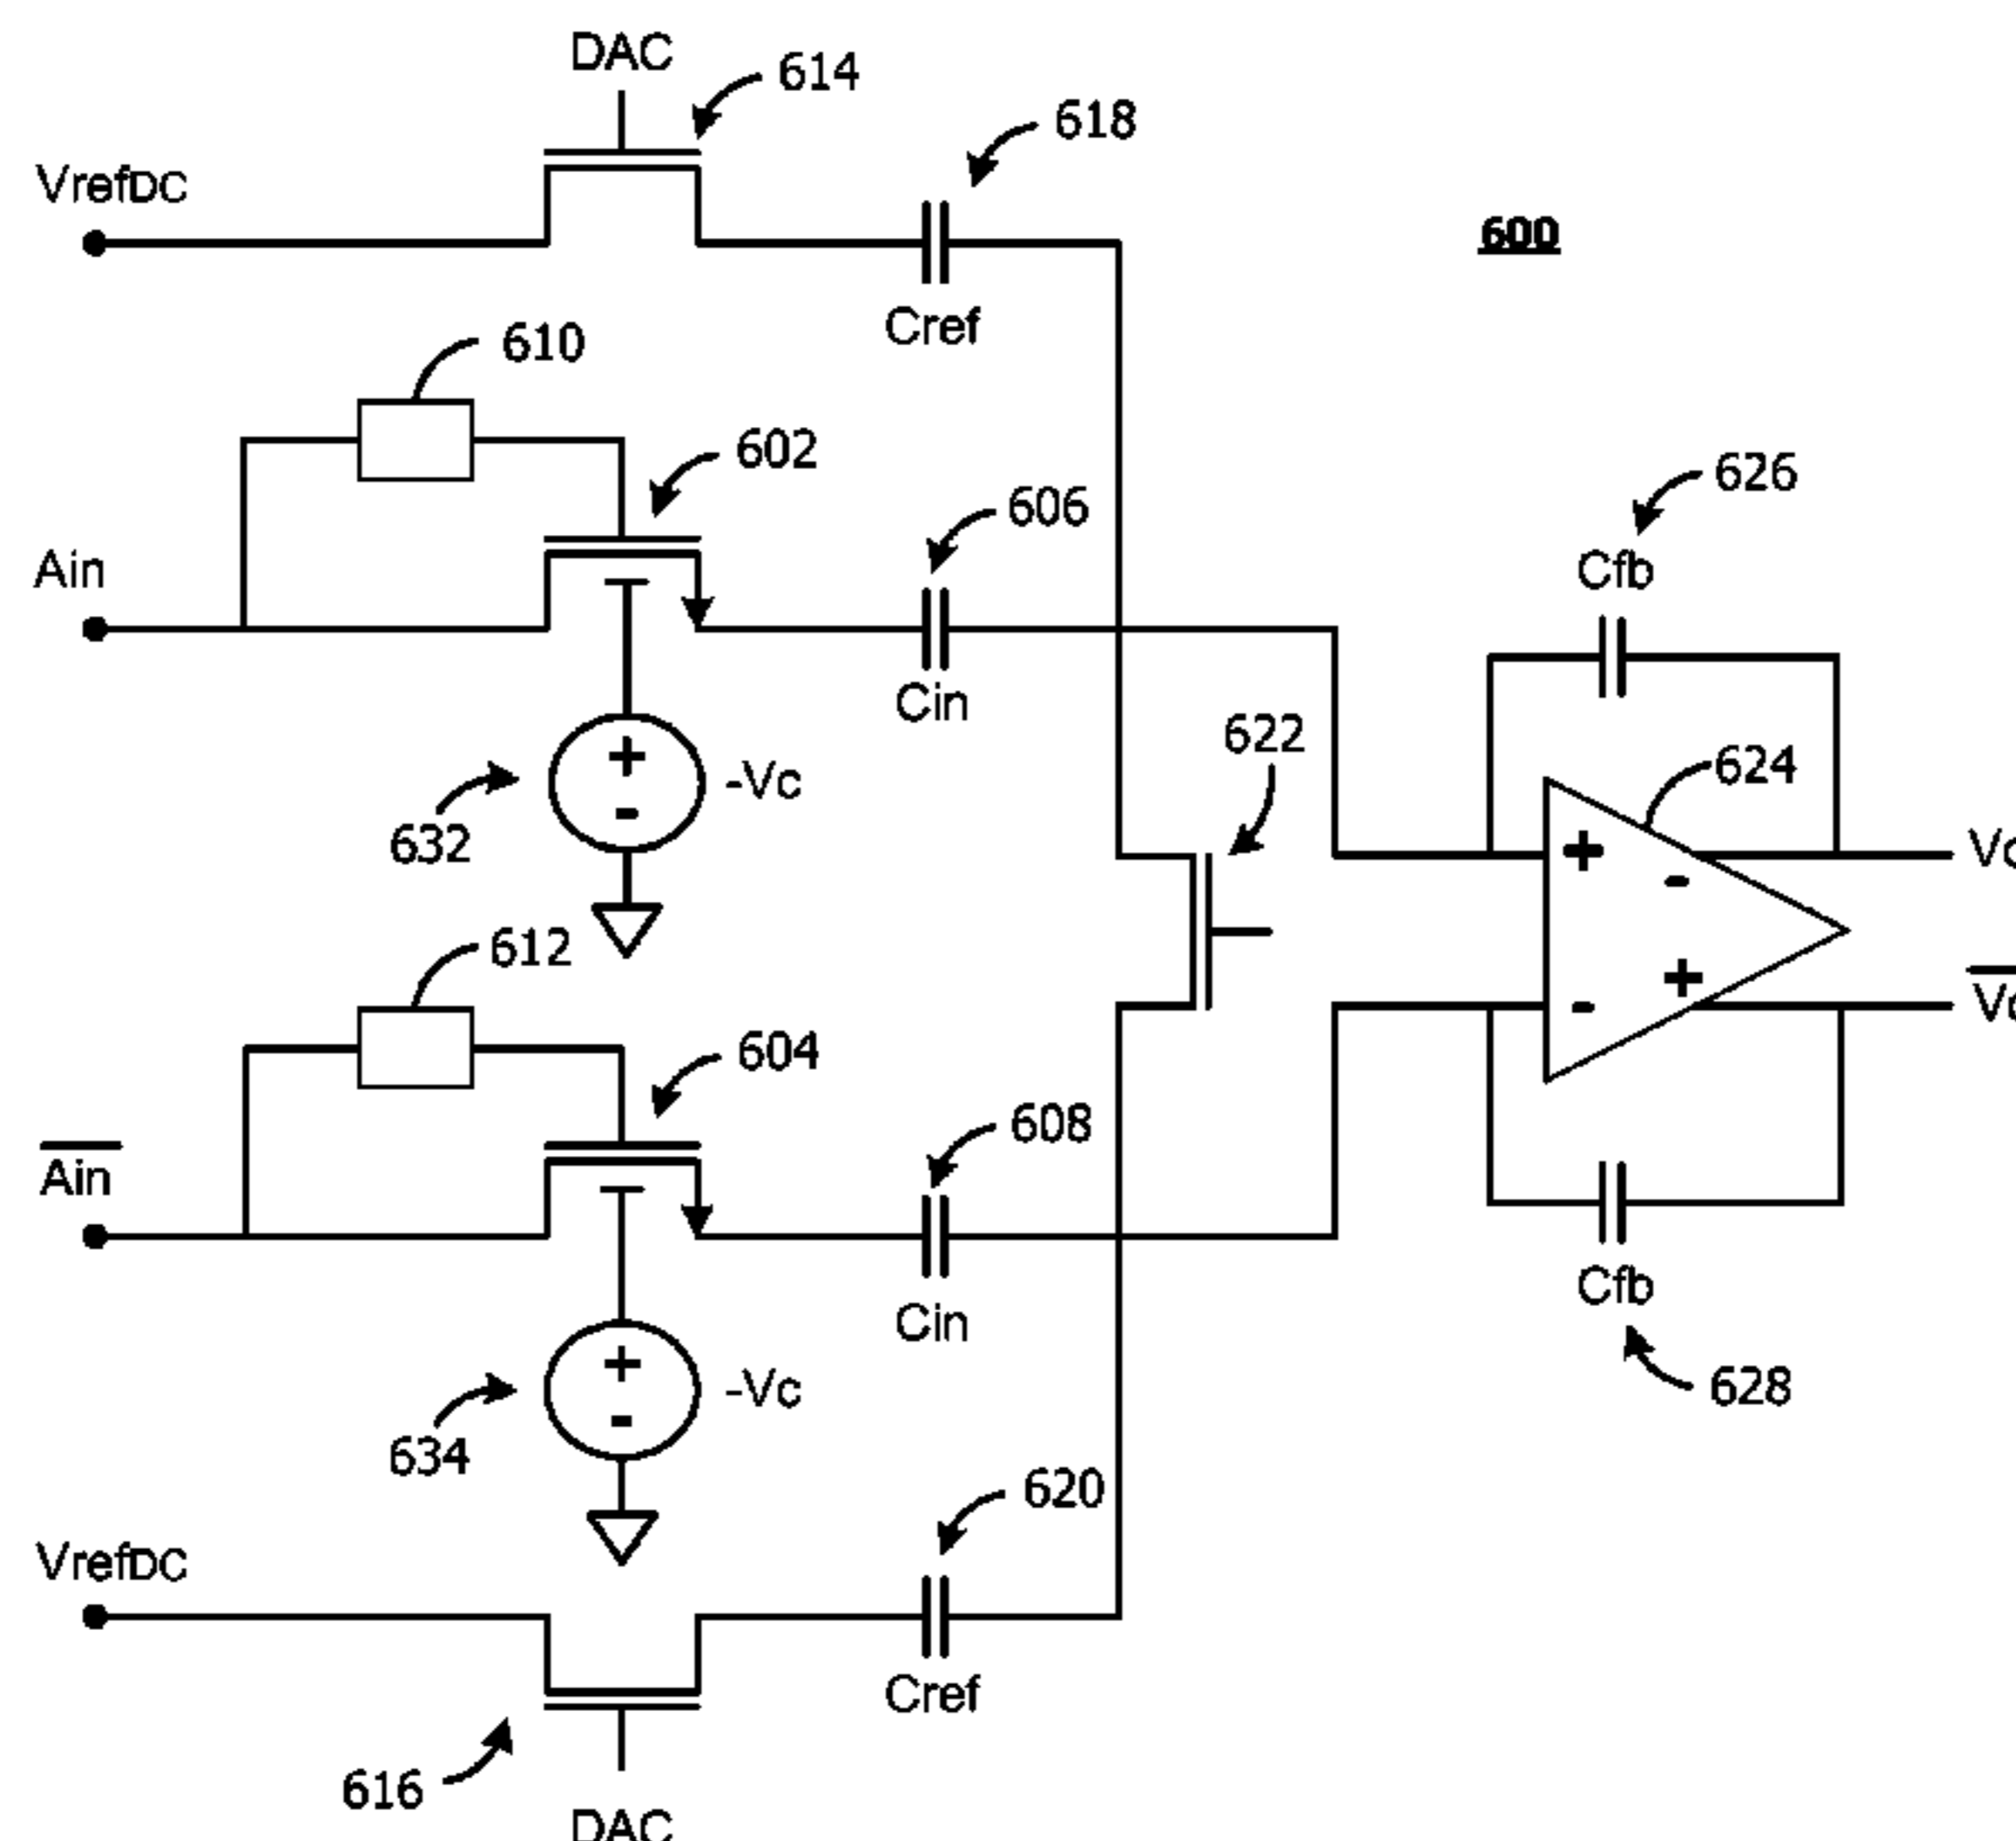 DAC
614
618
VrefDC
600
Cref
610
602
606
626
Ain
Cfb
Cin
622
632
-Vc
+
-
624
+
-
-
+
612
604
608
Ain
Cin
Cfb
634
-Vc
+
-
628
620
VrefDC
Cref
616
DAC